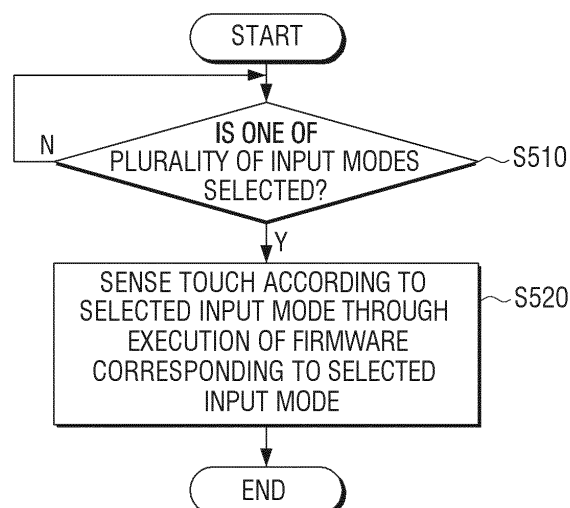 START
IS ONE OF
PLURALITY OF INPUT MODES
SELECTED?
N
S510
Y
SENSE TOUCH ACCORDING TO
SELECTED INPUT MODE THROUGH
EXECUTION OF FIRMWARE
CORRESPONDING TO SELECTED
INPUT MODE
S520
END